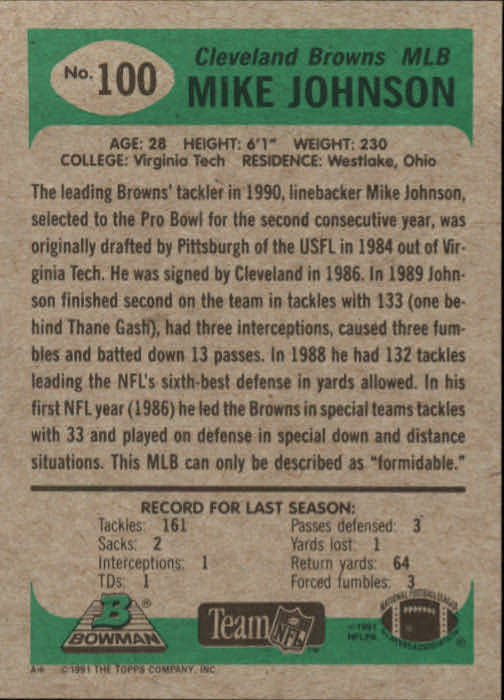 No. 100
Cleveland Browns MLB
MIKE JOHNSON
AGE: 28 HEIGHT: 6'1" WEIGHT: 230
COLLEGE: Virginia Tech RESIDENCE: Westlake, Ohio
The leading Browns' tackler in 1990, linebacker Mike Johnson,
selected to the Pro Bowl for the second consecutive year, was
originally drafted by Pittsburgh of the USFL in 1984 out of Vir-
ginia Tech. He was signed by Cleveland in 1986. In 1989 John-
son finished second on the team in tackles with 133 (one be-
hind Thane Gash), had three interceptions, caused three fum-
bles and batted down 13 passes. In 1988 he had 132 tackles
leading the NFL's sixth-best defense in yards allowed. In his
first NFL year (1986) he led the Browns in special teams tackles
with 33 and played on defense in special down and distance
situations. This MLB can only be described as "formidable."
RECORD FOR LAST SEASON:
Tackles: 161 Passes defensed: 3
Sacks: 2 Yards lost: 1
Interceptions: 1 Return yards: 64
TDs: 1 Forced fumbles: 3
B®
BOWMAN
Team NFL™
©1991
NFLPA
NATIONAL FOOTBALL LEAGUE
PLAYERS ASSOCIATION ®
A* ©1991 THE TOPPS COMPANY, INC.